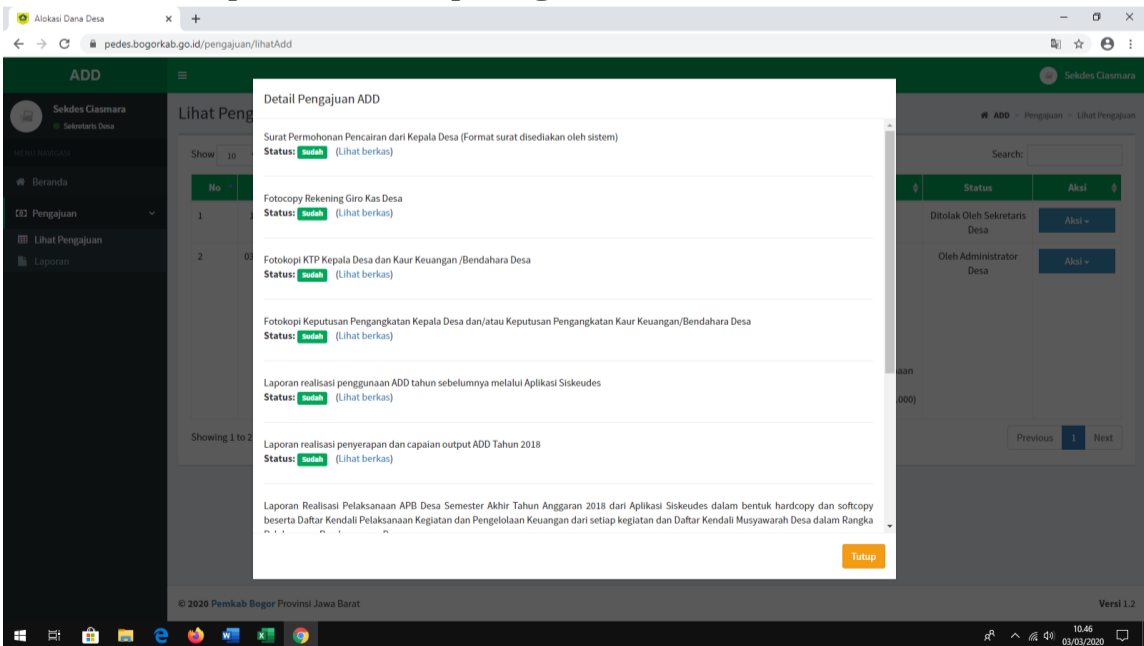 Alokasi Dana Desa
pedes.bogorkab.go.id/pengajuan/lihatAdd
ADD
Sekdes Ciasmara
Sekdes Ciasmara
Sekretaris Desa
MENU NAVIGASI
Beranda
Pengajuan
Lihat Pengajuan
Laporan
Lihat Peng
ADD > Pengajuan > Lihat Pengajuan
Show 10
Search:
No
Status
Aksi
1
Ditolak Oleh Sekretaris
Desa
Aksi
2
03
Oleh Administrator
Desa
Aksi
aan
.000)
Showing 1 to 2
Previous 1 Next
Detail Pengajuan ADD
Surat Permohonan Pencairan dari Kepala Desa (Format surat disediakan oleh sistem)
Status: Sudah (Lihat berkas)
Fotocopy Rekening Giro Kas Desa
Status: Sudah (Lihat berkas)
Fotokopi KTP Kepala Desa dan Kaur Keuangan /Bendahara Desa
Status: Sudah (Lihat berkas)
Fotokopi Keputusan Pengangkatan Kepala Desa dan/atau Keputusan Pengangkatan Kaur Keuangan/Bendahara Desa
Status: Sudah (Lihat berkas)
Laporan realisasi penggunaan ADD tahun sebelumnya melalui Aplikasi Siskeudes
Status: Sudah (Lihat berkas)
Laporan realisasi penyerapan dan capaian output ADD Tahun 2018
Status: Sudah (Lihat berkas)
Laporan Realisasi Pelaksanaan APB Desa Semester Akhir Tahun Anggaran 2018 dari Aplikasi Siskeudes dalam bentuk hardcopy dan softcopy
beserta Daftar Kendali Pelaksanaan Kegiatan dan Pengelolaan Keuangan dari setiap kegiatan dan Daftar Kendali Musyawarah Desa dalam Rangka
Tutup
© 2020 Pemkab Bogor Provinsi Jawa Barat
Versi 1.2
10.46
03/03/2020